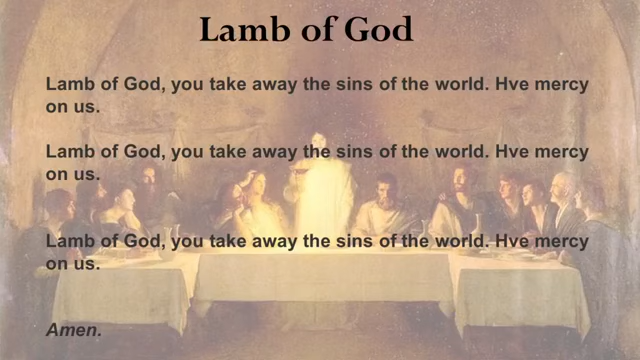 Lamb of God
Lamb of God, you take away the sins of the world. Hve mercy
on us.
Lamb of God, you take away the sins of the world. Hve mercy
on us.
Lamb of God, you take away the sins of the world. Hve mercy
on us.
Amen.